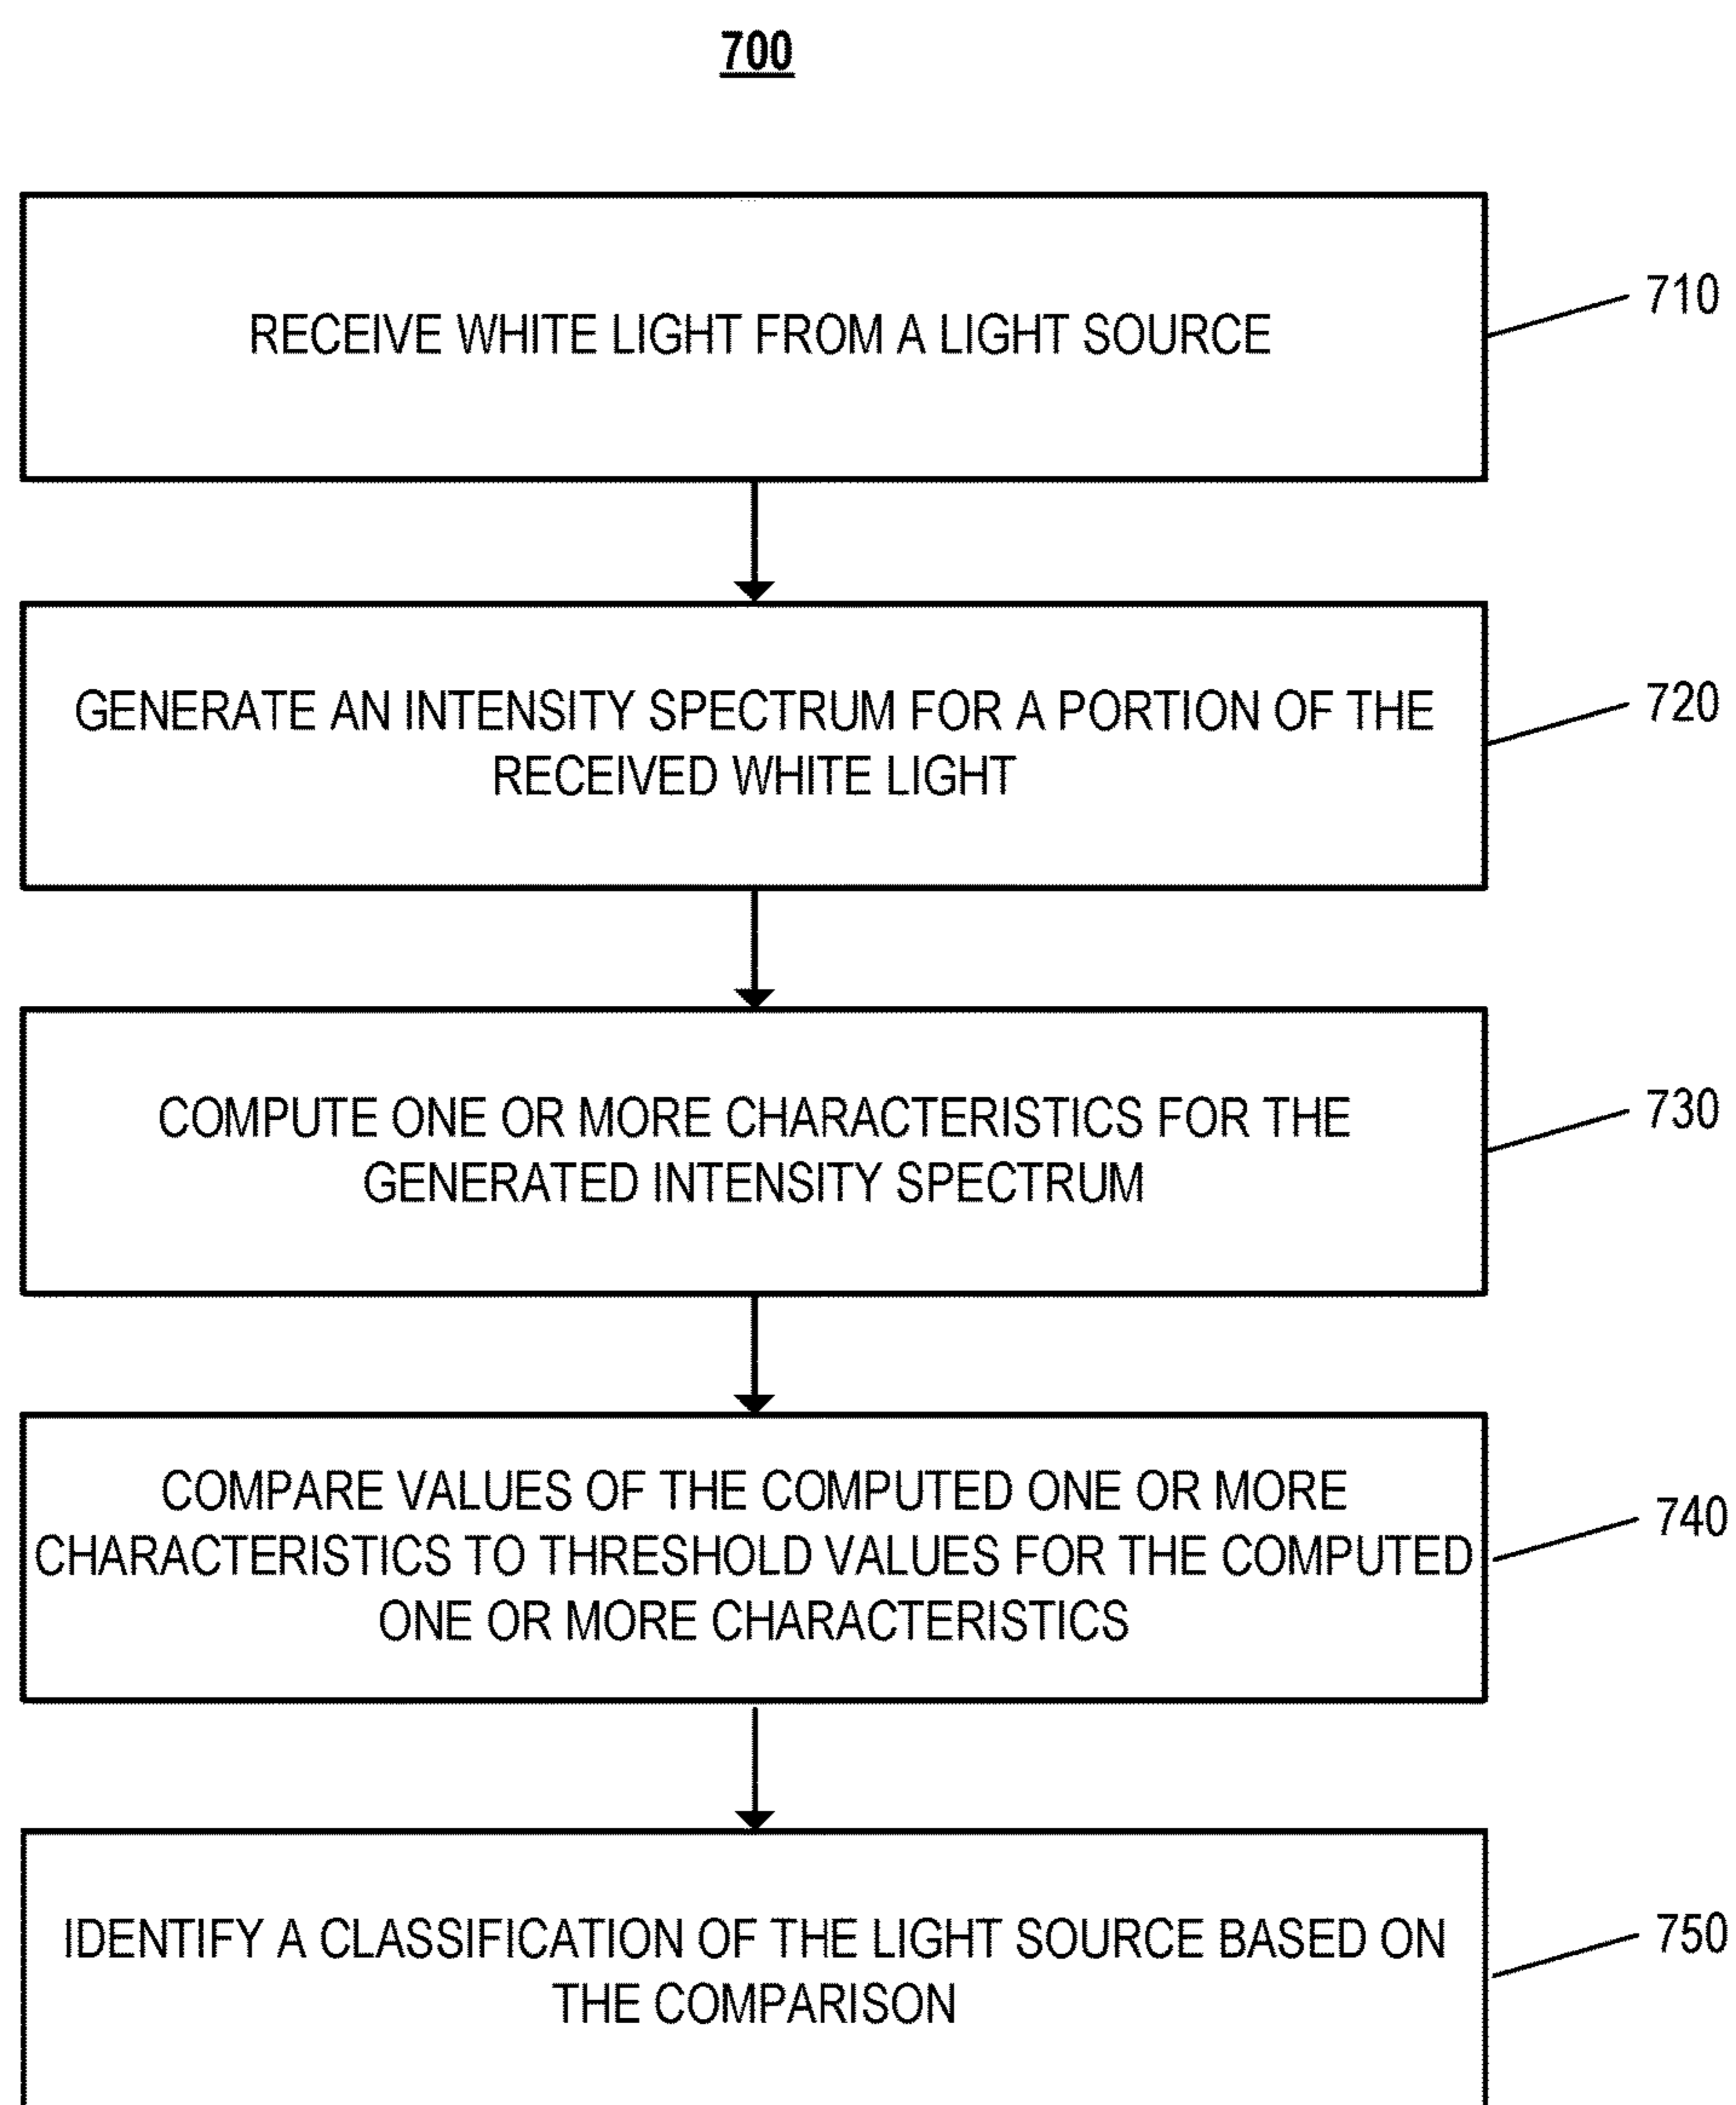 700
RECEIVE WHITE LIGHT FROM A LIGHT SOURCE
710
GENERATE AN INTENSITY SPECTRUM FOR A PORTION OF THE
RECEIVED WHITE LIGHT
720
COMPUTE ONE OR MORE CHARACTERISTICS FOR THE
GENERATED INTENSITY SPECTRUM
730
COMPARE VALUES OF THE COMPUTED ONE OR MORE
CHARACTERISTICS TO THRESHOLD VALUES FOR THE COMPUTED
ONE OR MORE CHARACTERISTICS
740
IDENTIFY A CLASSIFICATION OF THE LIGHT SOURCE BASED ON
THE COMPARISON
750